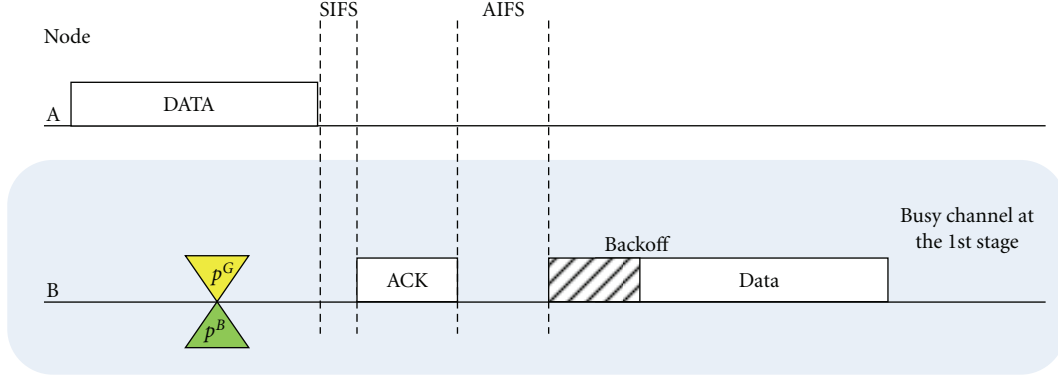 SIFS
AIFS
Node
DATA
A
Busy channel at
the 1st stage
Backoff
p^G
ACK
Data
B
p^B